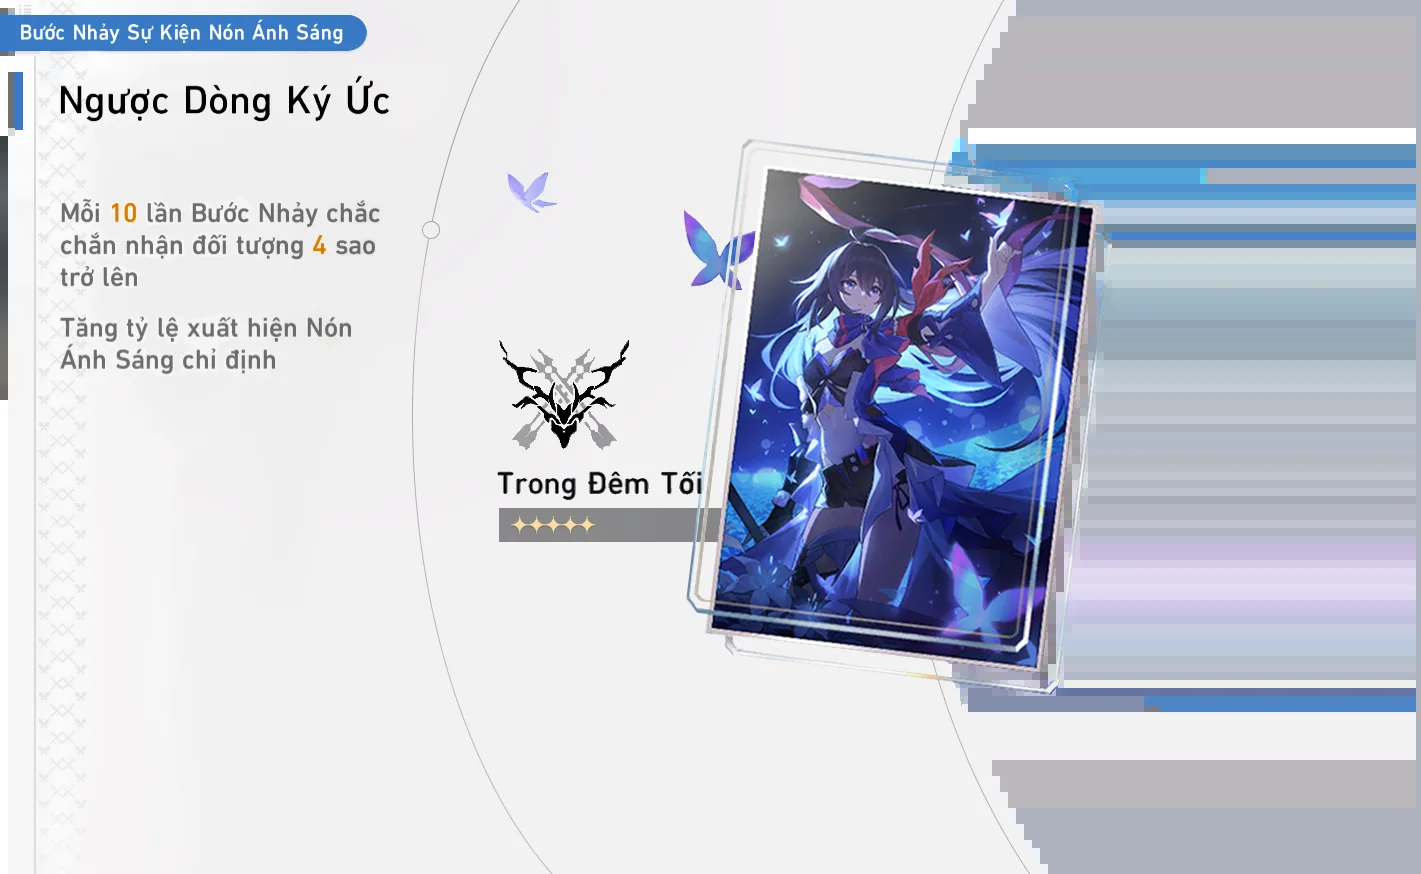 Bước Nhảy Sự Kiện Nón Ánh Sáng
Ngược Dòng Ký Ức
Mỗi 10 lần Bước Nhảy chắc
chắn nhận đối tượng 4 sao
trở lên
Tăng tỷ lệ xuất hiện Nón
Ánh Sáng chỉ định
Trong Đêm Tối